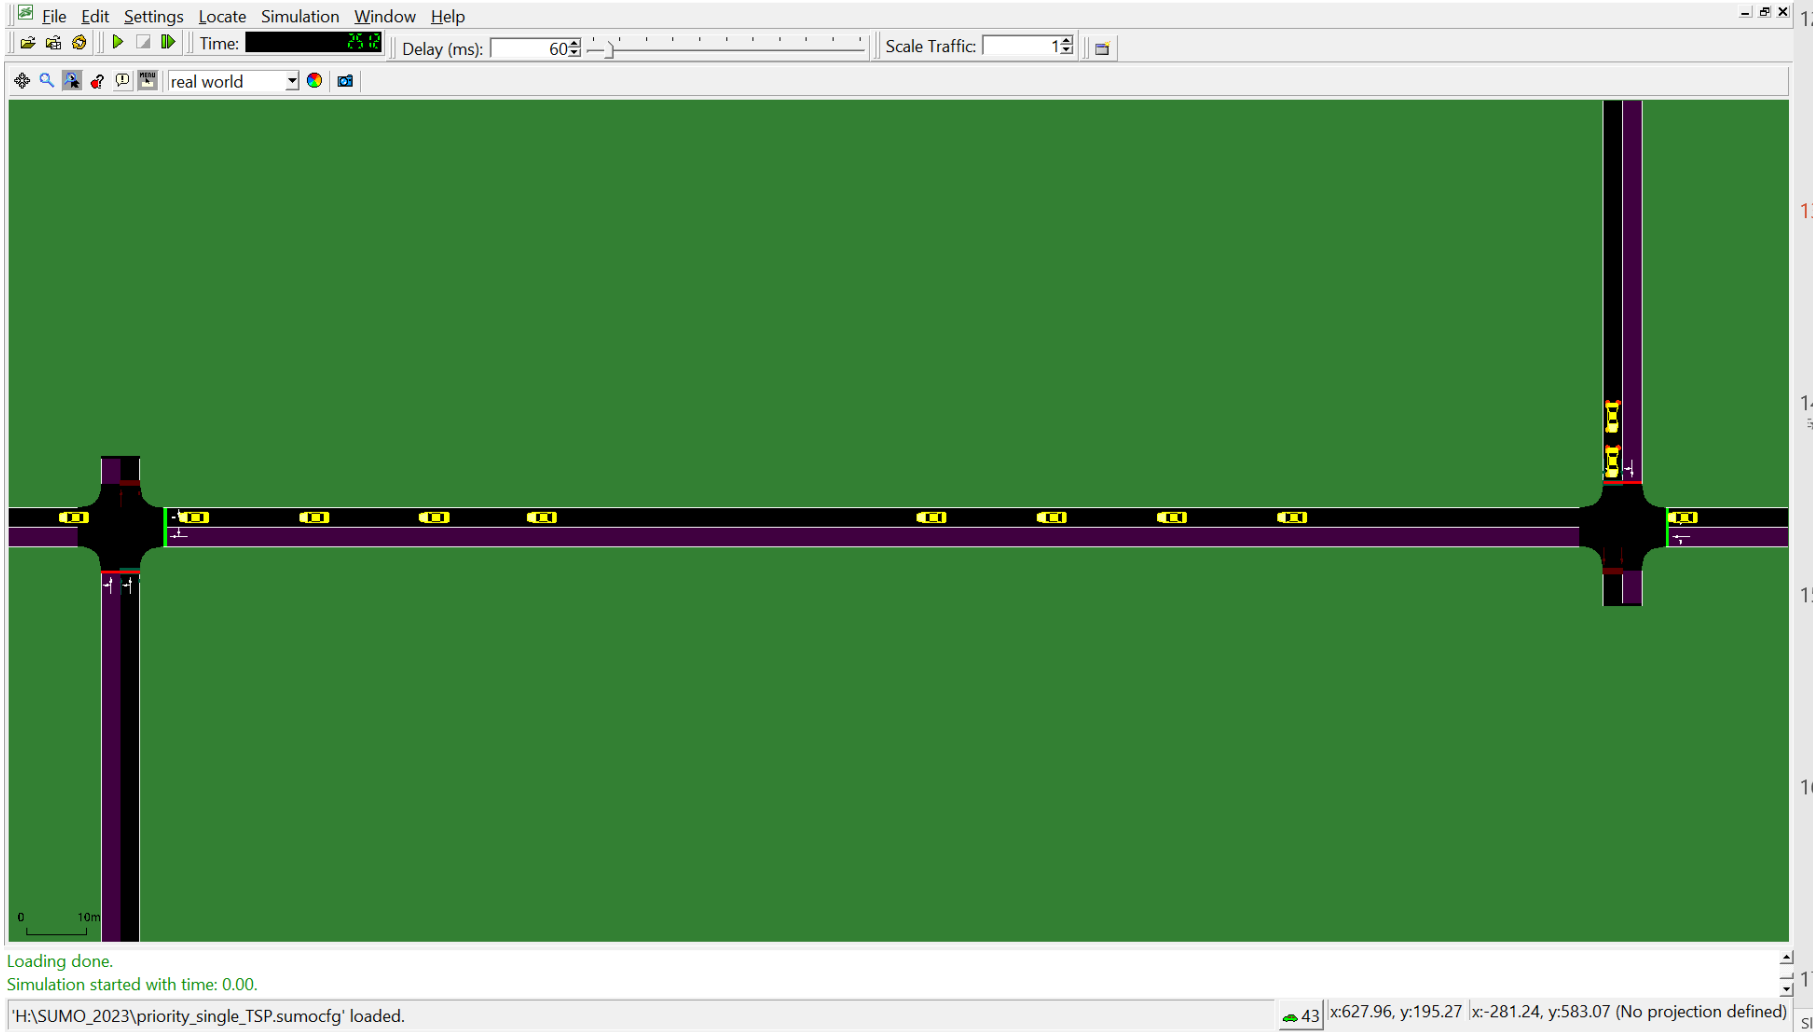 File Edit Settings Locate Simulation Window Help
Time: 2512 Delay (ms): 60 Scale Traffic: 1
MENU real world
0 10m
Loading done.
Simulation started with time: 0.00.
'H:\SUMO_2023\priority_single_TSP.sumocfg' loaded. 43 x:627.96, y:195.27 x:-281.24, y:583.07 (No projection defined)